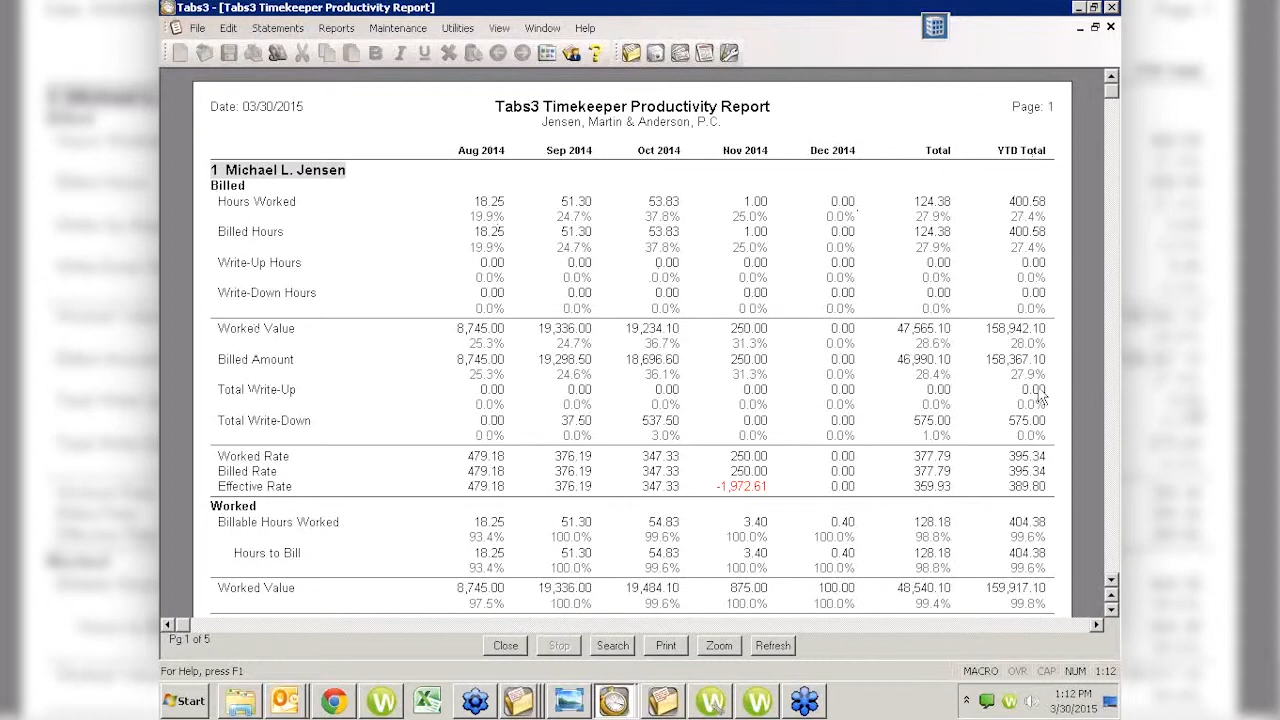 Tabs3 - [Tabs3 Timekeeper Productivity Report]
File Edit Statements Reports Maintenance Utilities View Window Help
Date: 03/30/2015 Tabs3 Timekeeper Productivity Report Page: 1
Jensen, Martin & Anderson, P.C.
Aug 2014 Sep 2014 Oct 2014 Nov 2014 Dec 2014 Total YTD Total
1 Michael L. Jensen
Billed
Hours Worked 18.25 51.30 53.83 1.00 0.00 124.38 400.58
19.9% 24.7% 37.8% 25.0% 0.0% 27.9% 27.4%
Billed Hours 18.25 51.30 53.83 1.00 0.00 124.38 400.58
19.9% 24.7% 37.8% 25.0% 0.0% 27.9% 27.4%
Write-Up Hours 0.00 0.00 0.00 0.00 0.00 0.00 0.00
0.0% 0.0% 0.0% 0.0% 0.0% 0.0% 0.0%
Write-Down Hours 0.00 0.00 0.00 0.00 0.00 0.00 0.00
0.0% 0.0% 0.0% 0.0% 0.0% 0.0% 0.0%
Worked Value 8,745.00 19,336.00 19,234.10 250.00 0.00 47,565.10 158,942.10
25.3% 24.7% 36.7% 31.3% 0.0% 28.6% 28.0%
Billed Amount 8,745.00 19,298.50 18,696.60 250.00 0.00 46,990.10 158,367.10
25.3% 24.6% 36.1% 31.3% 0.0% 28.4% 27.9%
Total Write-Up 0.00 0.00 0.00 0.00 0.00 0.00 0.00
0.0% 0.0% 0.0% 0.0% 0.0% 0.0% 0.0%
Total Write-Down 0.00 37.50 537.50 0.00 0.00 575.00 575.00
0.0% 0.0% 3.0% 0.0% 0.0% 1.0% 0.0%
Worked Rate 479.18 376.19 347.33 250.00 0.00 377.79 395.34
Billed Rate 479.18 376.19 347.33 250.00 0.00 377.79 395.34
Effective Rate 479.18 376.19 347.33 -1,972.61 0.00 359.93 389.80
Worked
Billable Hours Worked 18.25 51.30 54.83 3.40 0.40 128.18 404.38
93.4% 100.0% 99.6% 100.0% 100.0% 98.8% 99.6%
Hours to Bill 18.25 51.30 54.83 3.40 0.40 128.18 404.38
93.4% 100.0% 99.6% 100.0% 100.0% 98.8% 99.6%
Worked Value 8,745.00 19,336.00 19,484.10 875.00 100.00 48,540.10 159,917.10
97.5% 100.0% 99.6% 100.0% 100.0% 99.4% 99.8%
Pg 1 of 5
Close Stop Search Print Zoom Refresh
For Help, press F1 MACRO OVR CAP NUM 1:12
Start 1:12 PM
3/30/2015